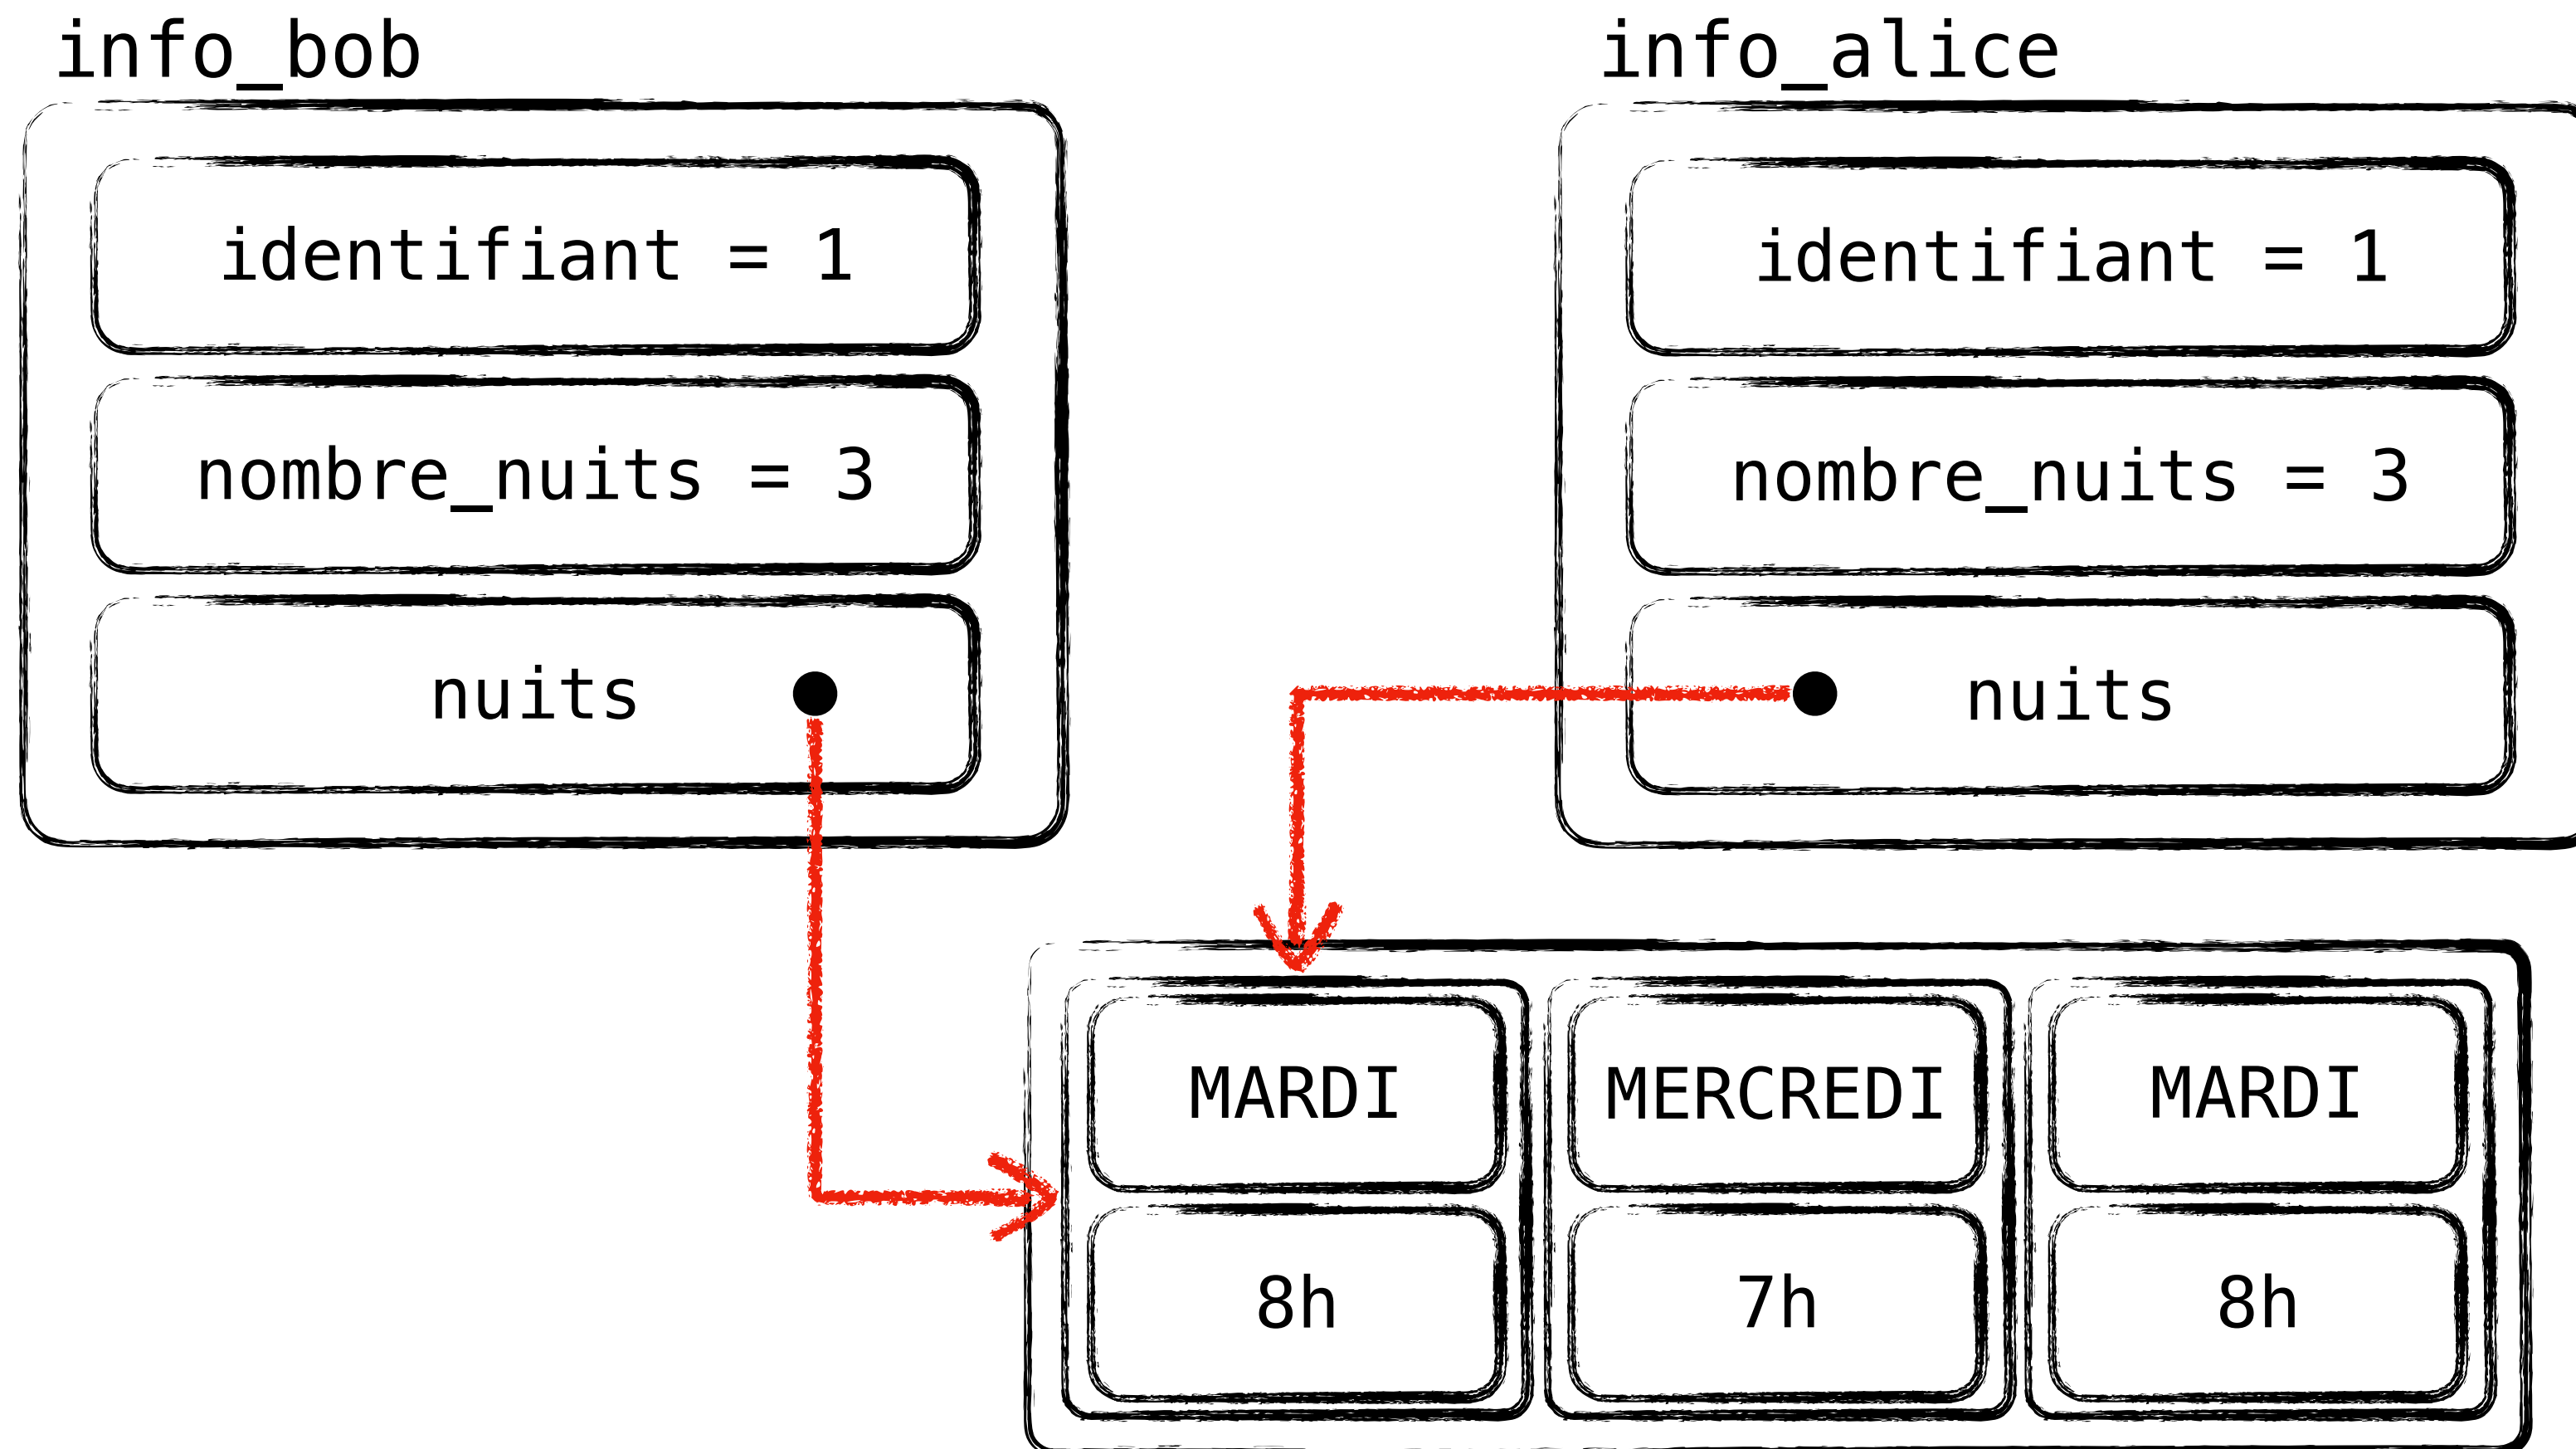 info_bob
identifiant = 1
nombre_nuits = 3
nuits
info_alice
identifiant = 1
nombre_nuits = 3
nuits
MARDI
8h
MERCREDI
7h
MARDI
8h